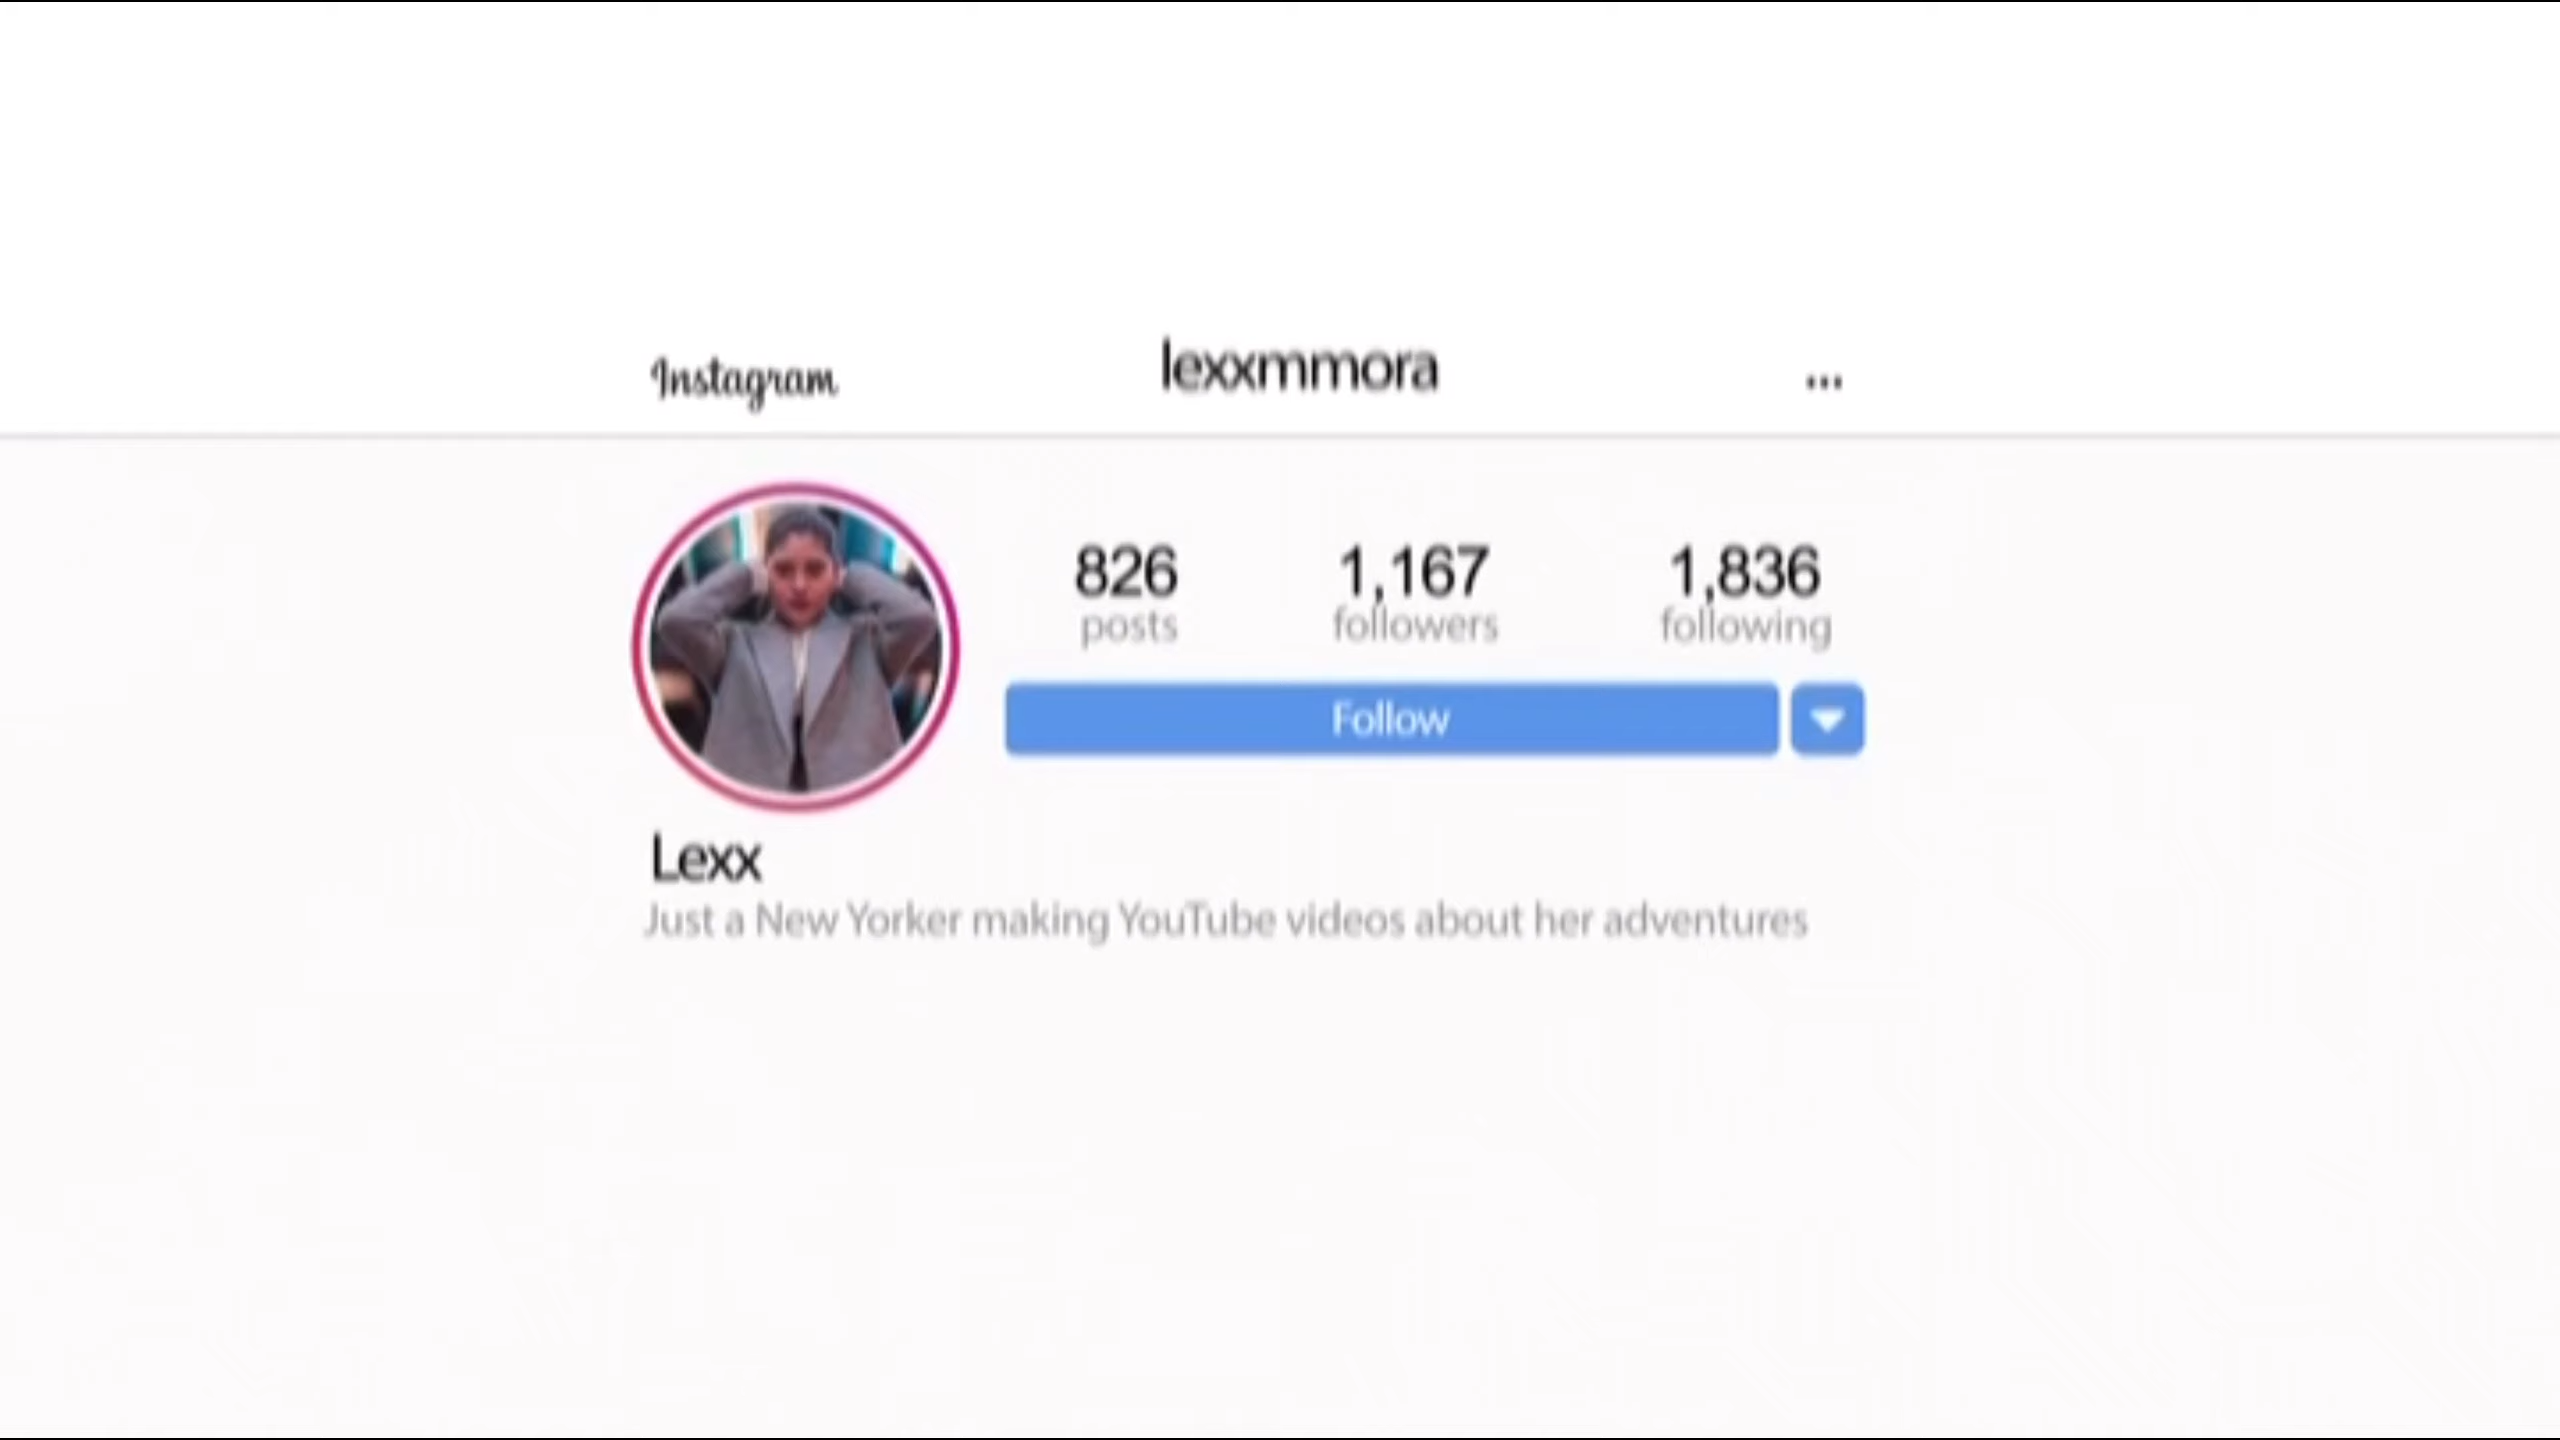 Instagram lexxmmora ...
826 1,167 1,836
posts followers following
Follow
Lexx
Just a New Yorker making YouTube videos about her adventures